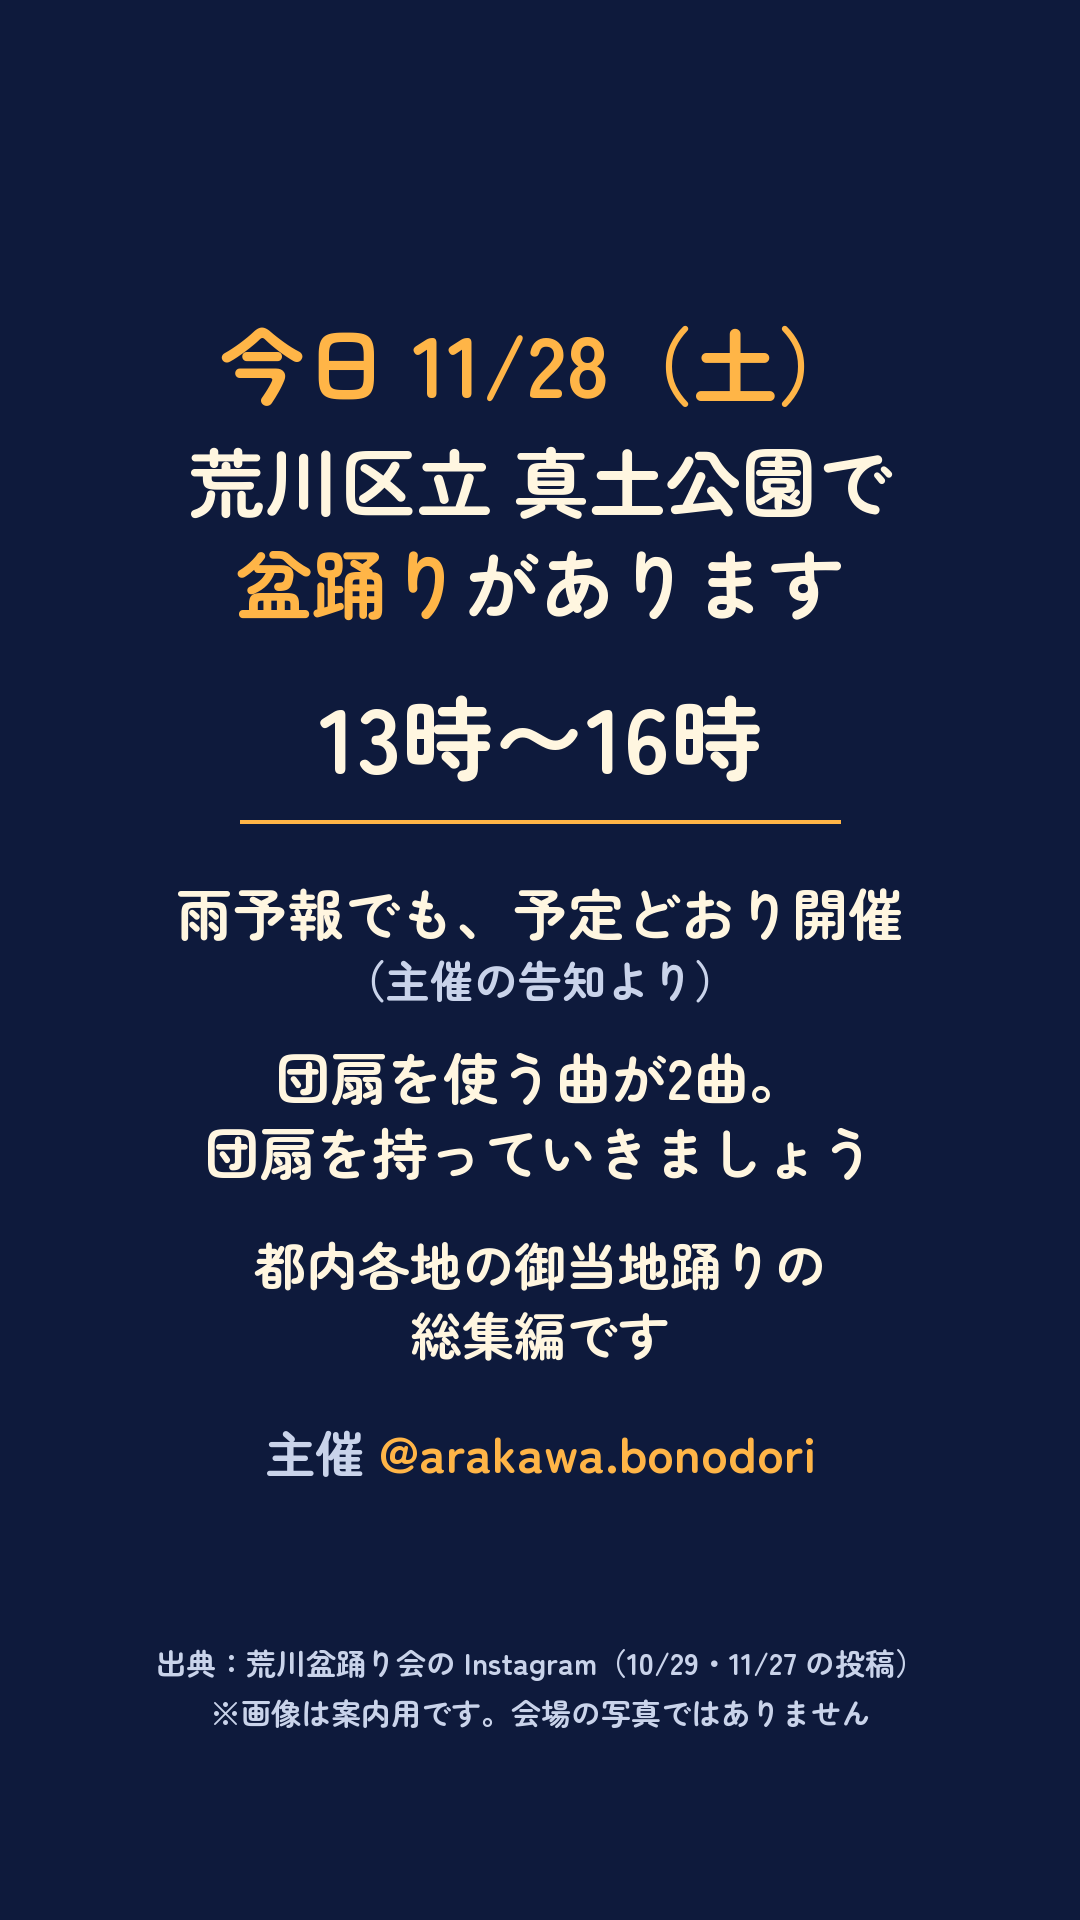 今日 11/28（土）
荒川区立 真土公園で
盆踊りがあります
13時〜16時
雨予報でも、予定どおり開催
（主催の告知より）
団扇を使う曲が2曲。
団扇を持っていきましょう
都内各地の御当地踊りの
総集編です
主催 @arakawa.bonodori
出典：荒川盆踊り会の Instagram（10/29・11/27 の投稿）
※画像は案内用です。会場の写真ではありません